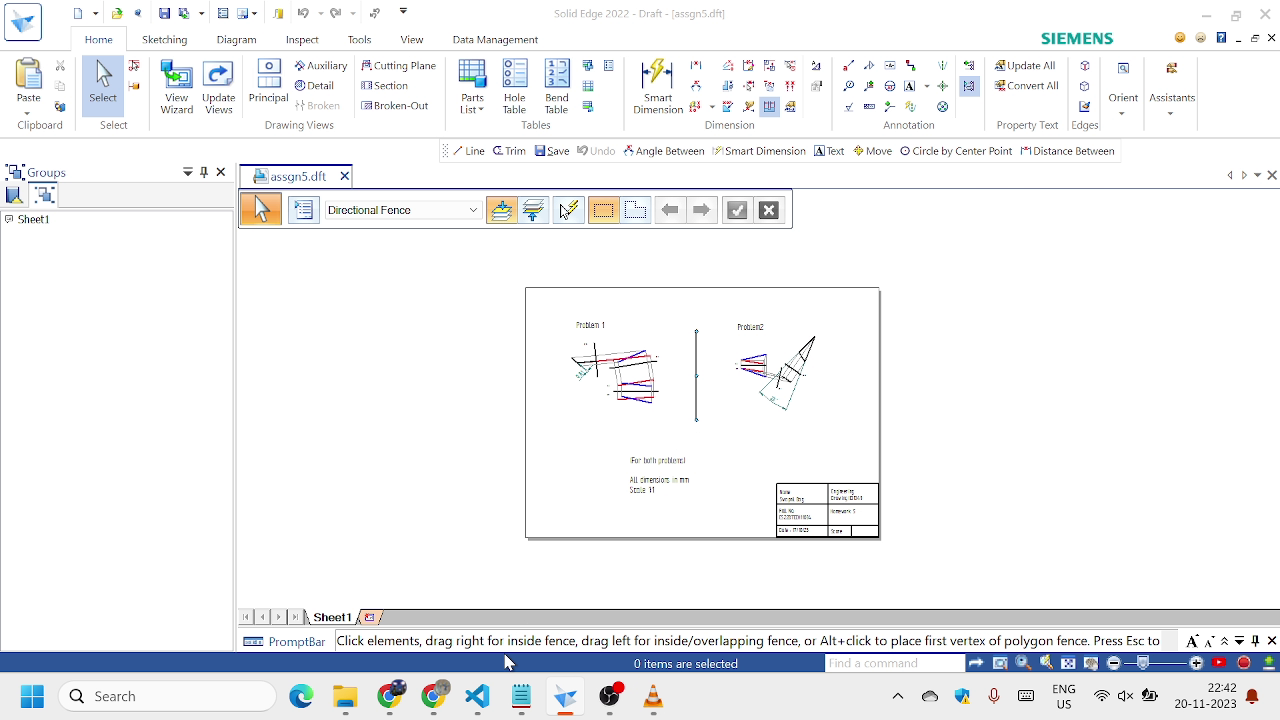 Solid Edge 2022 - Draft - [assgn5.dft]
Home
Sketching
Diagram
Inspect
Tools
View
Data Management
SIEMENS
Paste
Clipboard
Select
Select
View Wizard
Update Views
Principal
Auxiliary
Detail
Broken
Cutting Plane
Section
Broken-Out
Drawing Views
Parts List
Hole Table
Bend Table
Tables
Smart Dimension
Dimension
Annotation
Update All
Convert All
Property Text
Edges
Orient
Assistants
Line
Trim
Save
Undo
Angle Between
Smart Dimension
Text
Move
Circle by Center Point
Distance Between
Groups
Sheet1
assgn5.dft
Directional Fence
Problem 1
Problem2
(For both problems)
All dimensions in mm
Scale 1:1
Name
Engineering
Homework 5
Scale
Sheet1
PromptBar
Click elements, drag right for inside fence, drag left for inside/overlapping fence, or Alt+click to place first vertex of polygon fence. Press Esc to
0 items are selected
Find a command
Search
ENG
US
22:42
20-11-2023